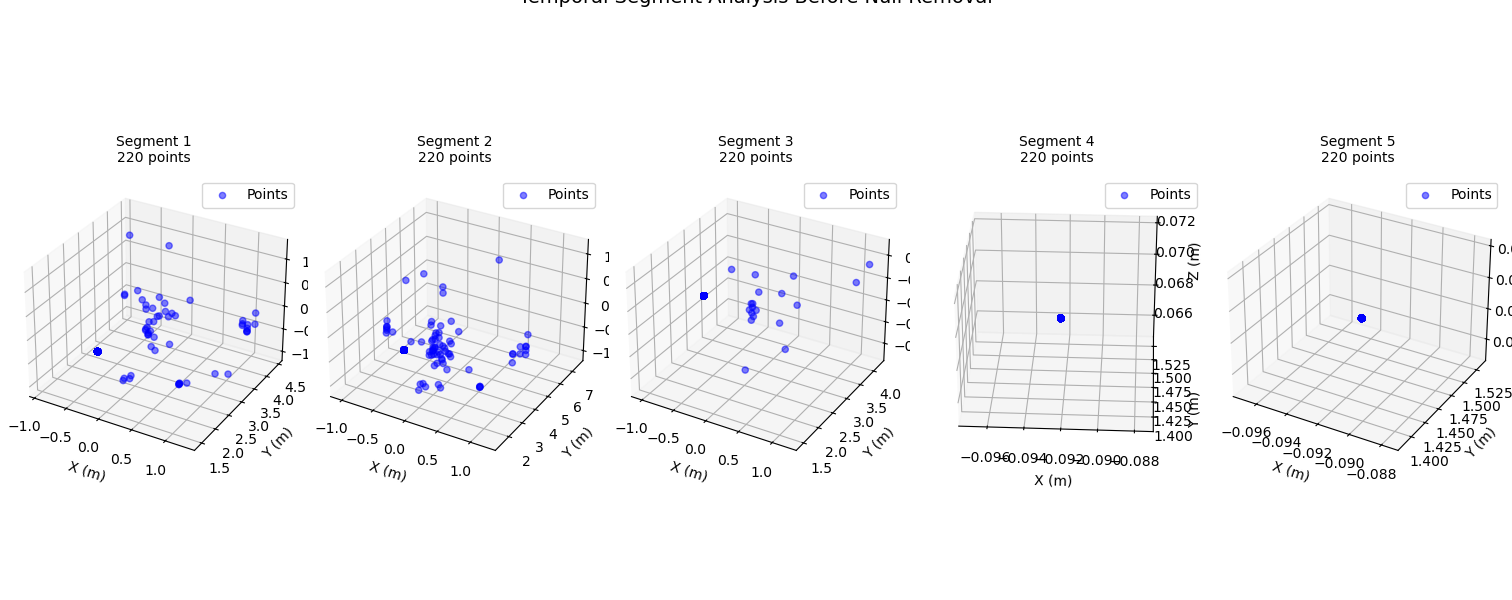 Temporal Segment Analysis Before Null Removal
Segment 1
220 points
Points
1
−1
4.5
4.0
3.5
3.0
2.5
2.0
1.5
Y (m)
−1.0
−0.5
0.0
0.5
1.0
X (m)
Segment 2
220 points
Points
1
−1
7
6
5
4
3
2
Y (m)
−1.0
−0.5
0.0
0.5
1.0
X (m)
Segment 3
220 points
Points
4.0
3.5
3.0
2.5
2.0
1.5
Y (m)
−1.0
−0.5
0.0
0.5
1.0
X (m)
Segment 4
220 points
Points
0.072
0.070
0.068
0.066
Z (m)
1.525
1.500
1.475
1.450
1.425
1.400
Y (m)
−0.096
−0.094
−0.092
−0.090
−0.088
X (m)
Segment 5
220 points
Points
1.525
1.500
1.475
1.450
1.425
1.400
Y (m)
−0.096
−0.094
−0.092
−0.090
−0.088
X (m)